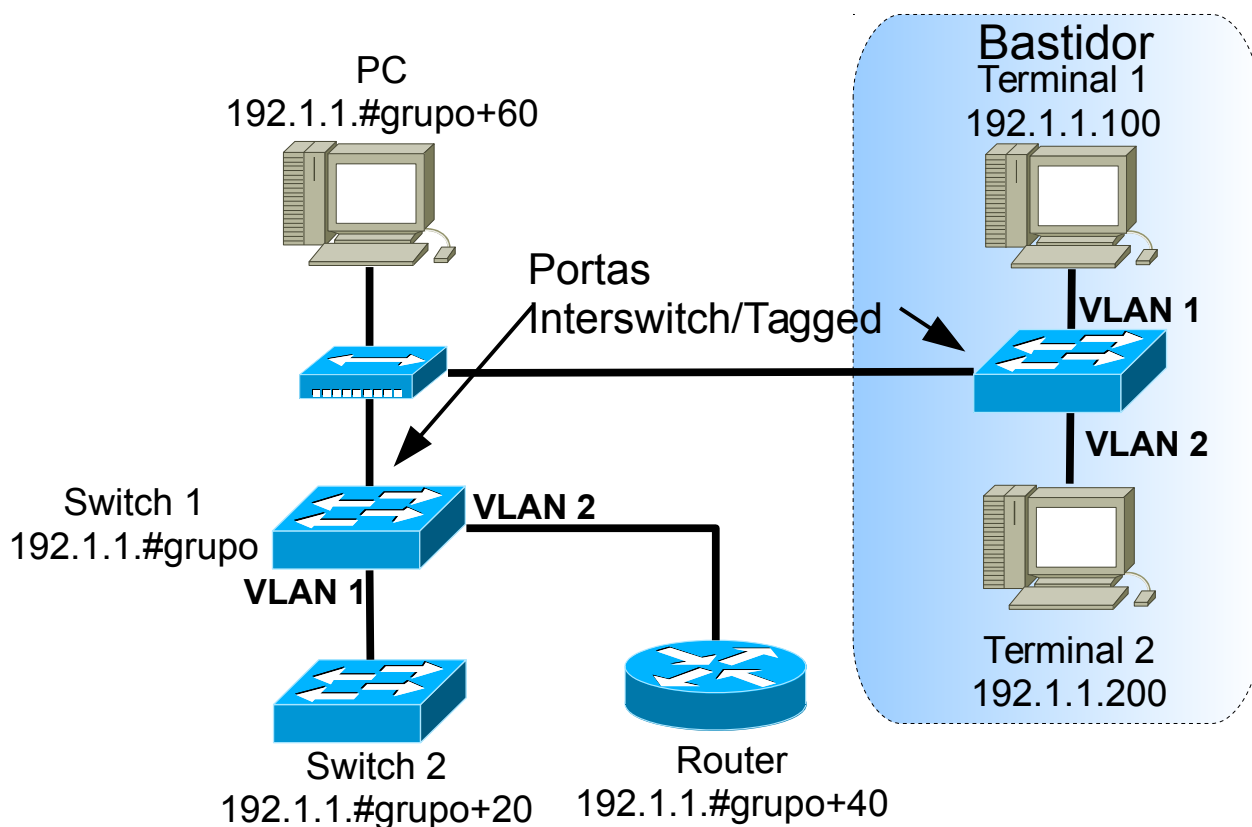 PC
192.1.1.#grupo+60
Bastidor
Terminal 1
192.1.1.100
Portas
Interswitch/Tagged
VLAN 1
VLAN 2
Switch 1
192.1.1.#grupo
VLAN 2
VLAN 1
Switch 2
192.1.1.#grupo+20
Router
192.1.1.#grupo+40
Terminal 2
192.1.1.200